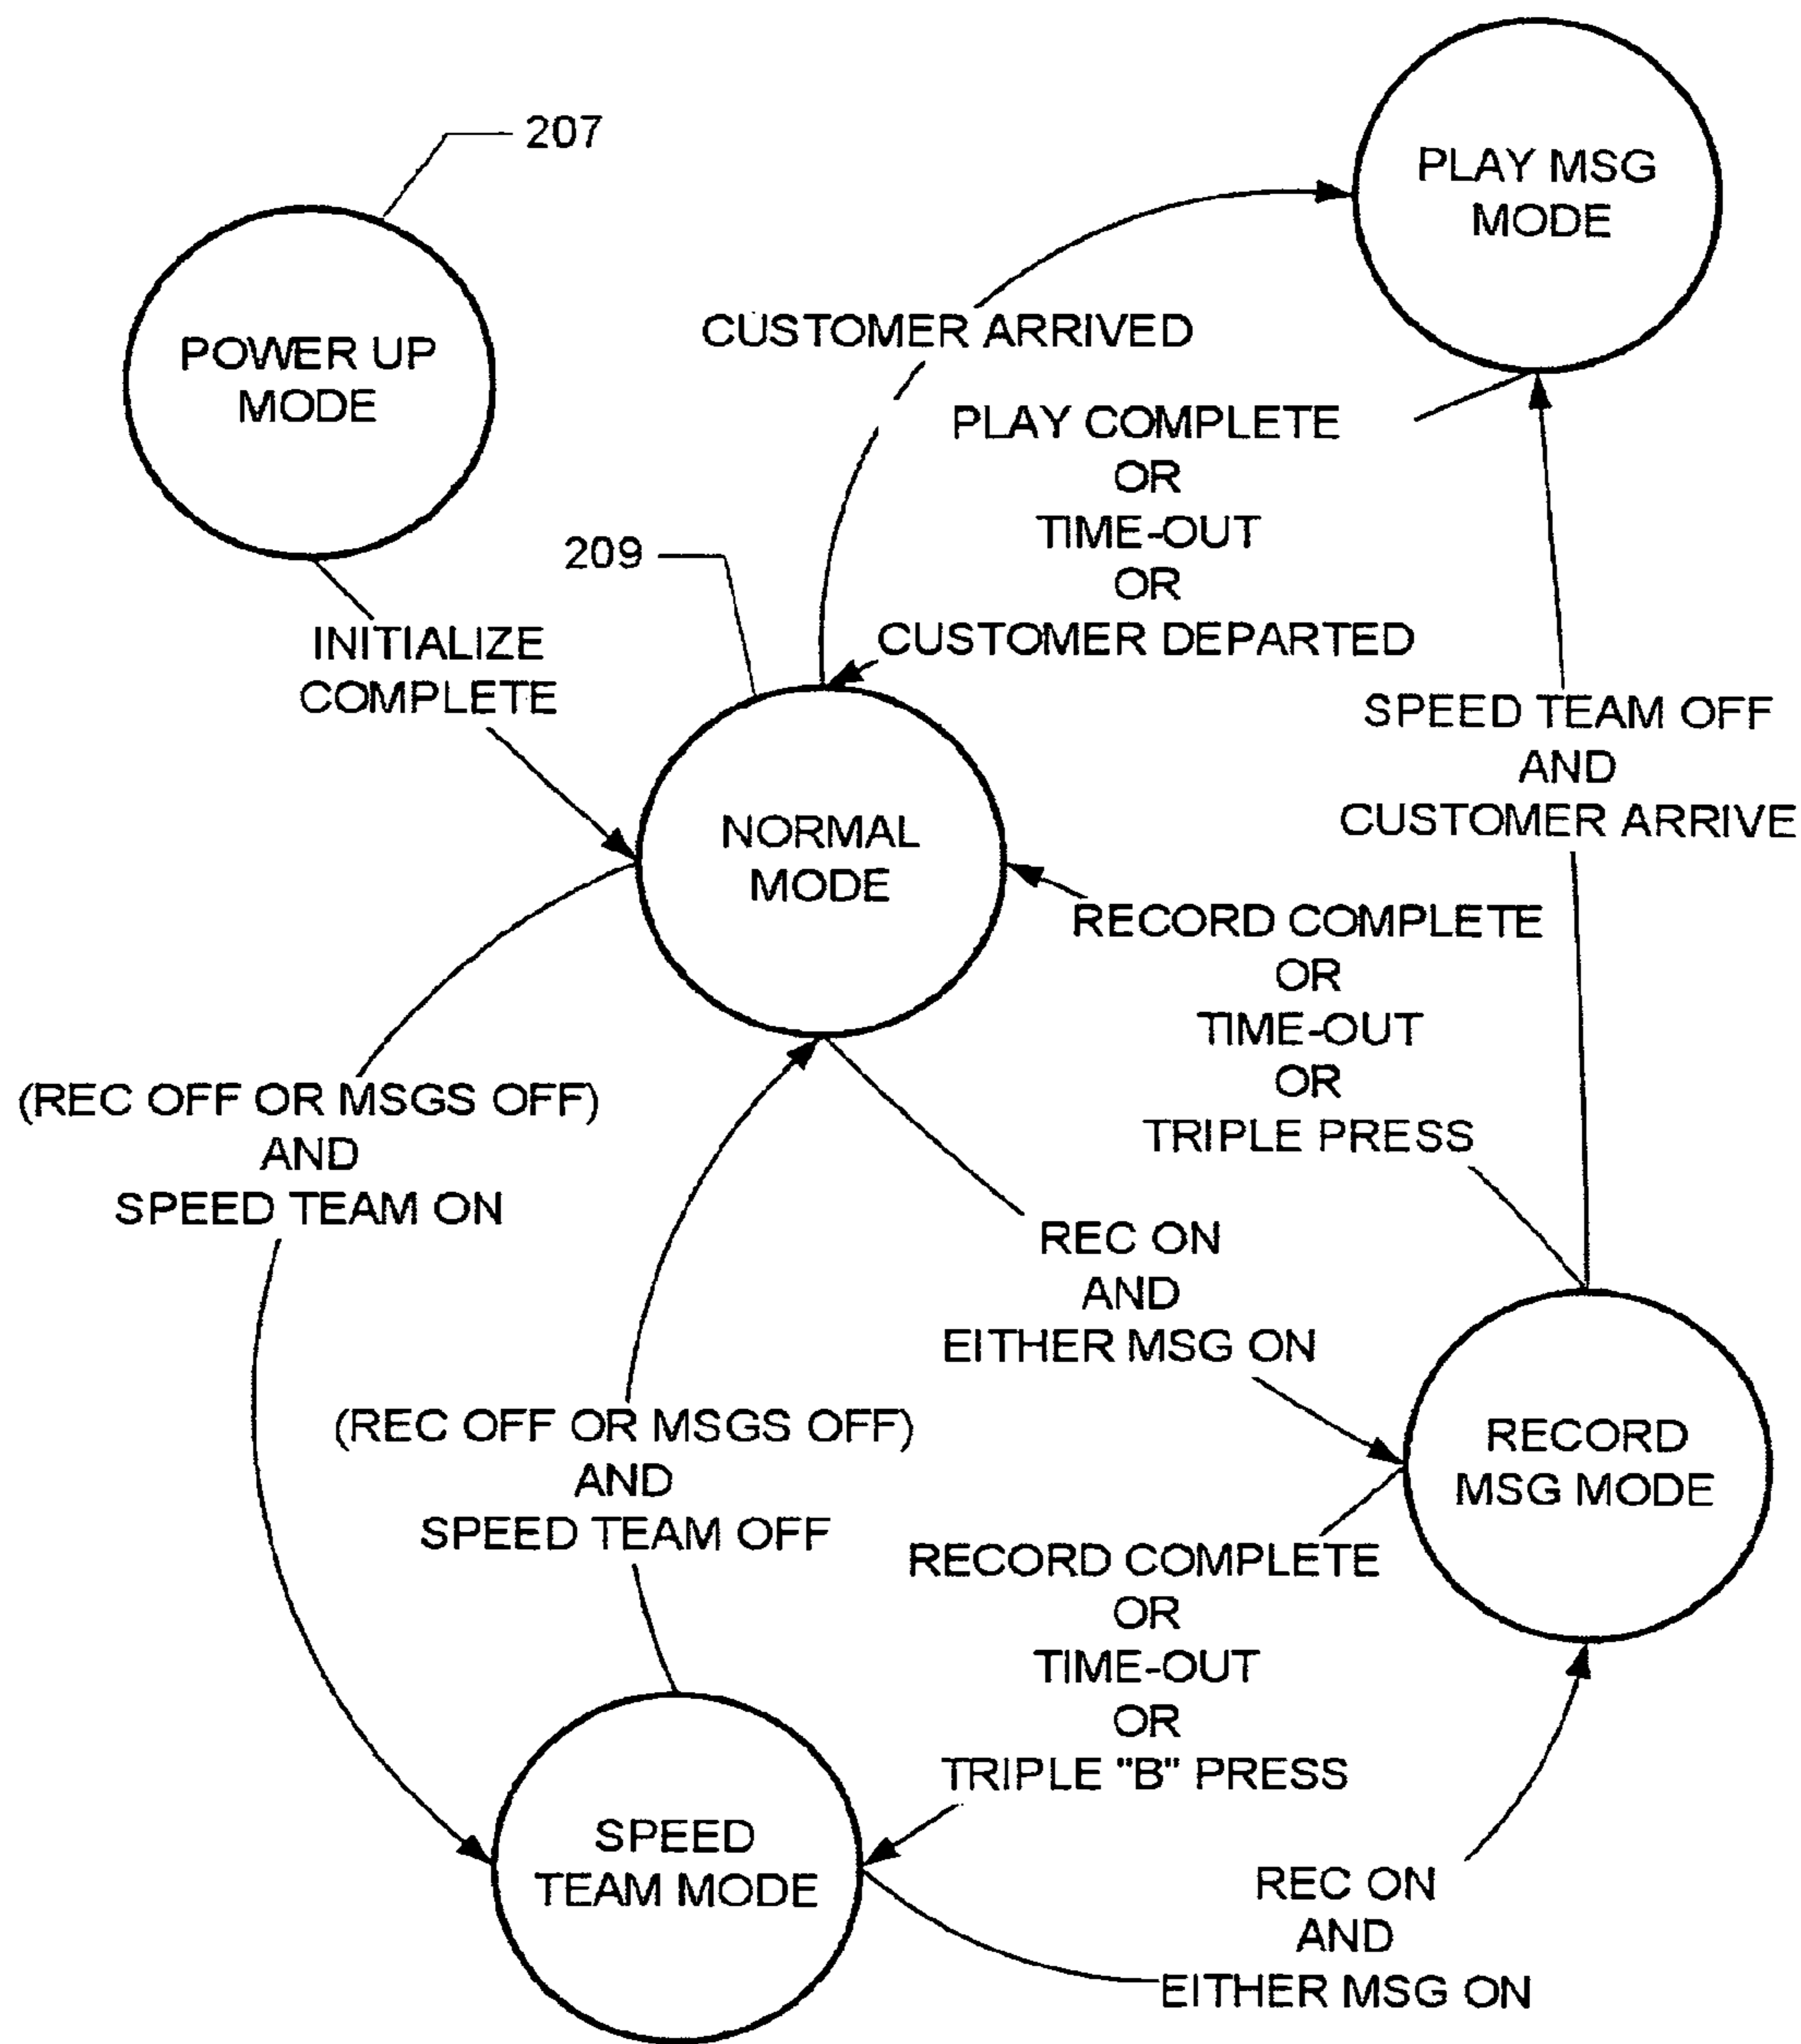 207
PLAY MSG
MODE
POWER UP
MODE
CUSTOMER ARRIVED
PLAY COMPLETE
OR
TIME-OUT
OR
CUSTOMER DEPARTED
209
INITIALIZE
COMPLETE
SPEED TEAM OFF
AND
CUSTOMER ARRIVE
NORMAL
MODE
RECORD COMPLETE
OR
TIME-OUT
OR
TRIPLE PRESS
(REC OFF OR MSGS OFF)
AND
SPEED TEAM ON
REC ON
AND
EITHER MSG ON
(REC OFF OR MSGS OFF)
AND
SPEED TEAM OFF
RECORD
MSG MODE
RECORD COMPLETE
OR
TIME-OUT
OR
TRIPLE "B" PRESS
SPEED
TEAM MODE
REC ON
AND
EITHER MSG ON